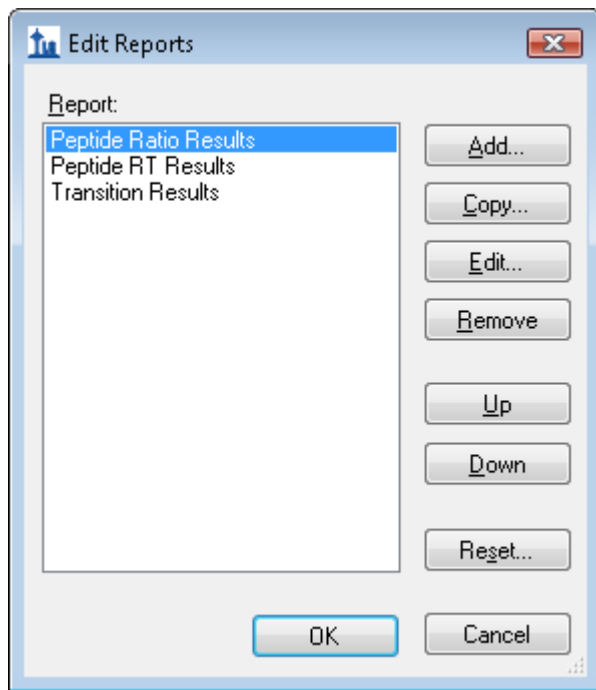 Edit Reports
Report:
Peptide Ratio Results
Peptide RT Results
Transition Results
Add...
Copy...
Edit...
Remove
Up
Down
Reset...
OK
Cancel